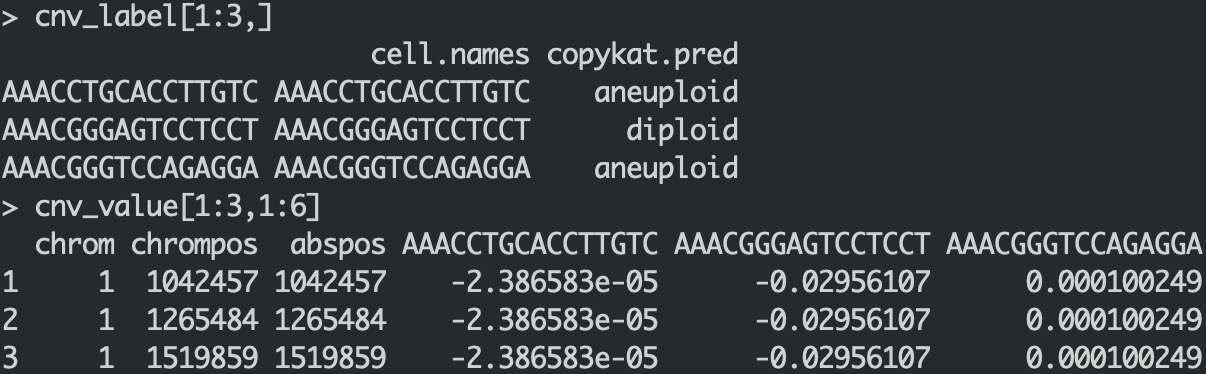 > cnv_label[1:3,]
cell.names copykat.pred
AAACCTGCACCTTGTC AAACCTGCACCTTGTC aneuploid
AAACGGGAGTCCTCCT AAACGGGAGTCCTCCT diploid
AAACGGGTCCAGAGGA AAACGGGTCCAGAGGA aneuploid
> cnv_value[1:3,1:6]
chrom chrompos abspos AAACCTGCACCTTGTC AAACGGGAGTCCTCCT AAACGGGTCCAGAGGA
1 1 1042457 1042457 -2.386583e-05 -0.02956107 0.000100249
2 1 1265484 1265484 -2.386583e-05 -0.02956107 0.000100249
3 1 1519859 1519859 -2.386583e-05 -0.02956107 0.000100249